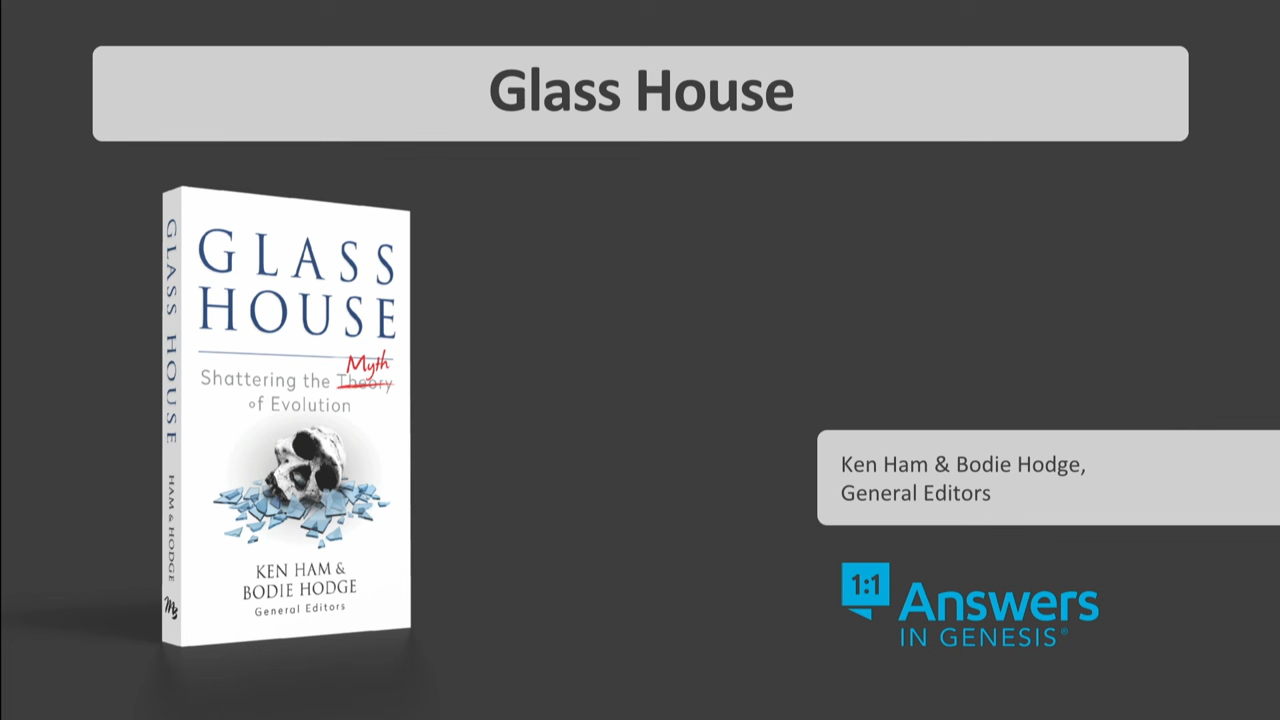 Glass House
GLASS HOUSE
HAM & HODGE
GLASS
HOUSE
Myth
Shattering the Theory
of Evolution
KEN HAM &
BODIE HODGE
General Editors
Ken Ham & Bodie Hodge,
General Editors
1:1
Answers
IN GENESIS®